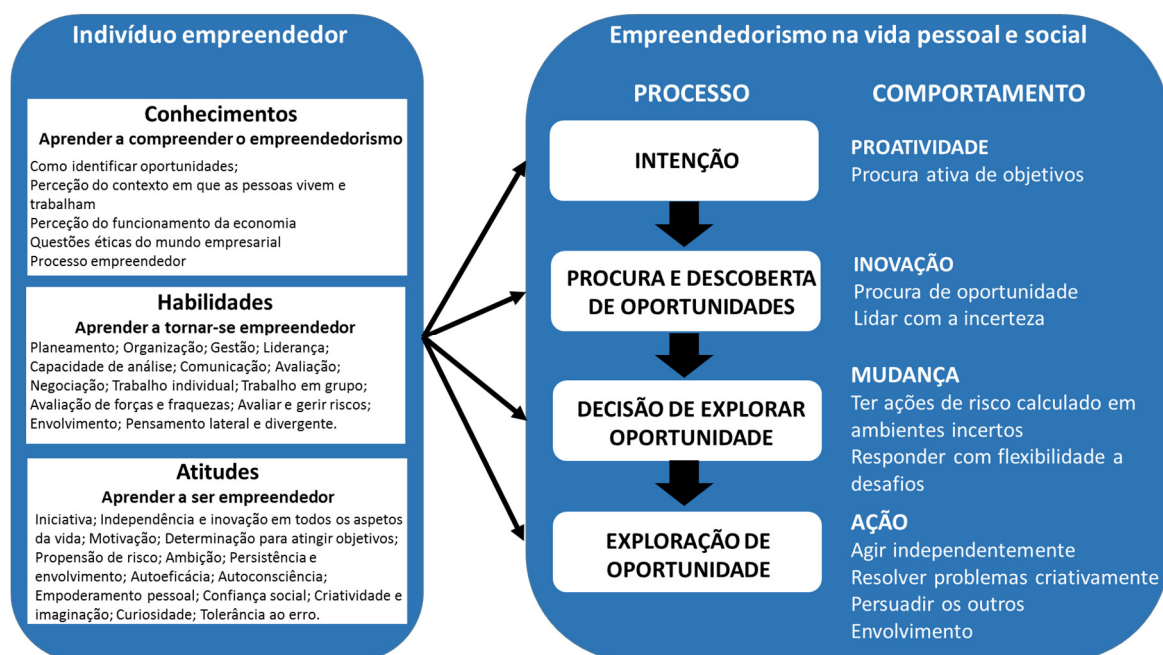 Indivíduo empreendedor
Conhecimentos
Aprender a compreender o empreendedorismo
Como identificar oportunidades;
Perceção do contexto em que as pessoas vivem e
trabalham
Perceção do funcionamento da economia
Questões éticas do mundo empresarial
Processo empreendedor
Habilidades
Aprender a tornar-se empreendedor
Planeamento; Organização; Gestão; Liderança;
Capacidade de análise; Comunicação; Avaliação;
Negociação; Trabalho individual; Trabalho em grupo;
Avaliação de forças e fraquezas; Avaliar e gerir riscos;
Envolvimento; Pensamento lateral e divergente.
Atitudes
Aprender a ser empreendedor
Iniciativa; Independência e inovação em todos os aspetos
da vida; Motivação; Determinação para atingir objetivos;
Propensão de risco; Ambição; Persistência e
envolvimento; Autoeficácia; Autoconsciência;
Empoderamento pessoal; Confiança social; Criatividade e
imaginação; Curiosidade; Tolerância ao erro.
Empreendedorismo na vida pessoal e social
PROCESSO
COMPORTAMENTO
INTENÇÃO
PROATIVIDADE
Procura ativa de objetivos
PROCURA E DESCOBERTA
DE OPORTUNIDADES
INOVAÇÃO
Procura de oportunidade
Lidar com a incerteza
DECISÃO DE EXPLORAR
OPORTUNIDADE
MUDANÇA
Ter ações de risco calculado em
ambientes incertos
Responder com flexibilidade a
desafios
EXPLORAÇÃO DE
OPORTUNIDADE
AÇÃO
Agir independentemente
Resolver problemas criativamente
Persuadir os outros
Envolvimento